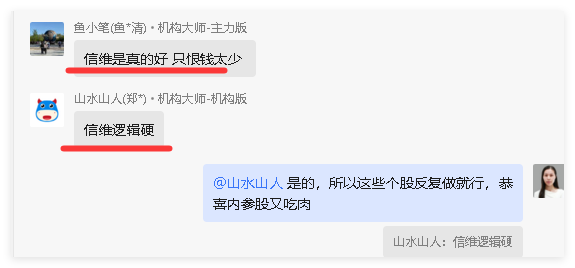 鱼小笔(鱼*清)·机构大师-主力版
信维是真的好 只恨钱太少
山水山人(郑*)·机构大师-机构版
信维逻辑硬
@山水山人 是的，所以这些个股反复做就行，恭
喜内参股又吃肉
山水山人：信维逻辑硬